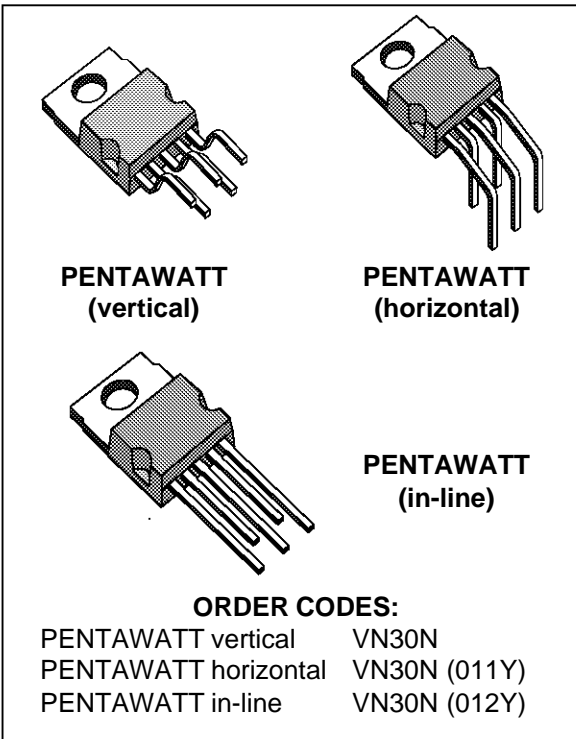 PENTAWATT
(vertical)
PENTAWATT
(horizontal)
PENTAWATT
(in-line)
ORDER CODES:
PENTAWATT vertical VN30N
PENTAWATT horizontal VN30N (011Y)
PENTAWATT in-line VN30N (012Y)